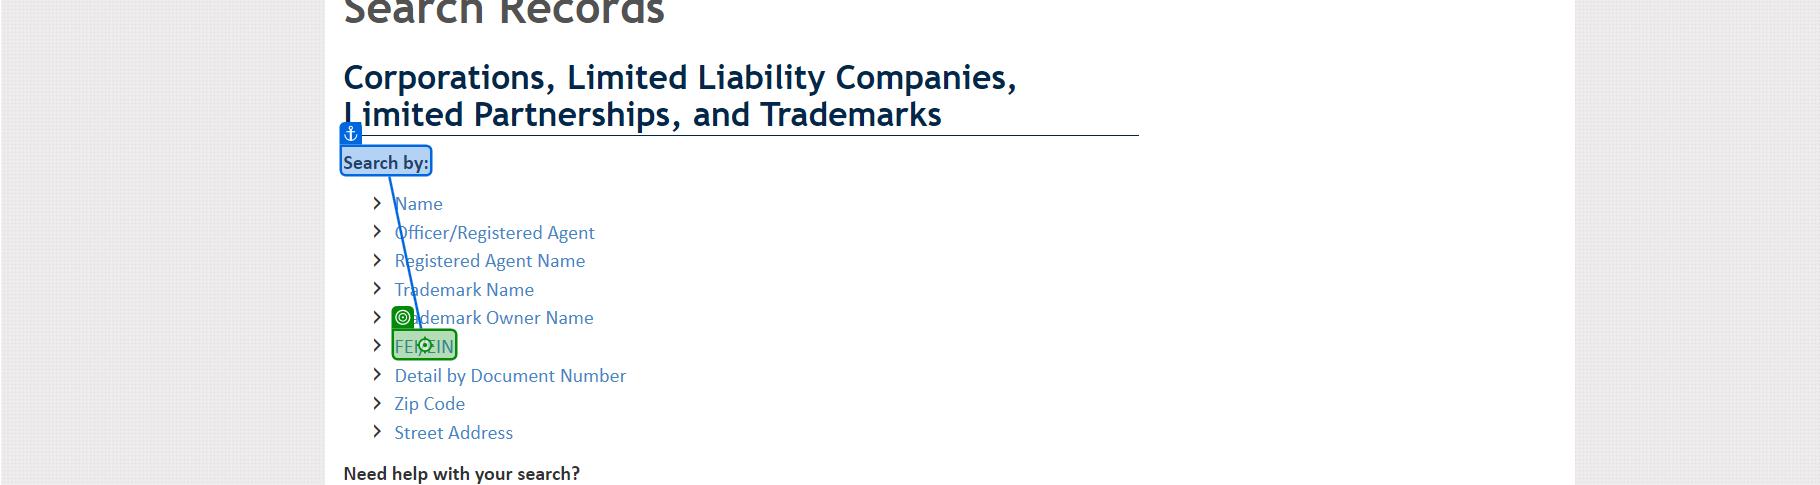 Search Records
Corporations, Limited Liability Companies,
Limited Partnerships, and Trademarks
Search by:
Name
Officer/Registered Agent
Registered Agent Name
Trademark Name
Trademark Owner Name
FEI/EIN
Detail by Document Number
Zip Code
Street Address
Need help with your search?